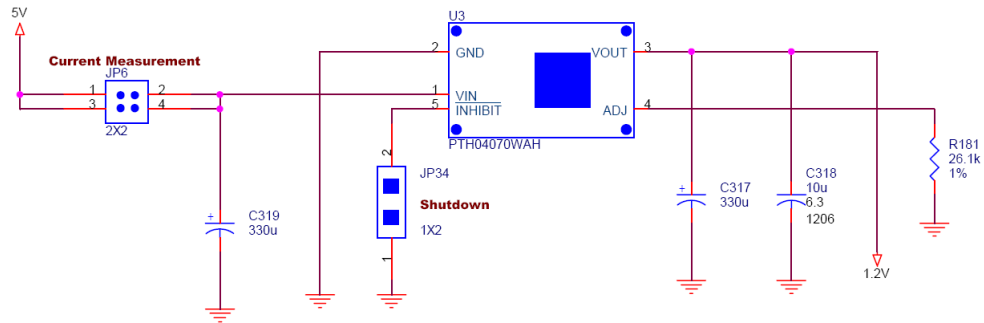 5V
Current Measurement
JP6
1
2
3
4
2X2
+
C319
330u
U3
2
GND
VOUT
3
1
VIN
5
INHIBIT
ADJ
4
PTH04070WAH
2
JP34
Shutdown
1X2
1
+
C317
330u
C318
10u
6.3
1206
1.2V
R181
26.1k
1%